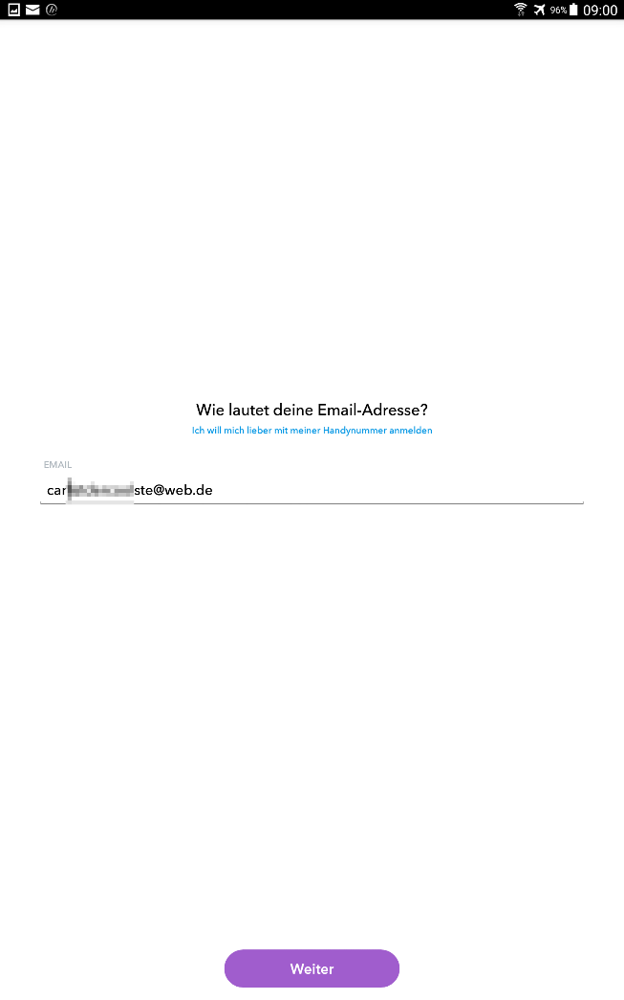 96% 09:00
Wie lautet deine Email-Adresse?
Ich will mich lieber mit meiner Handynummer anmelden
EMAIL
car ste@web.de
Weiter